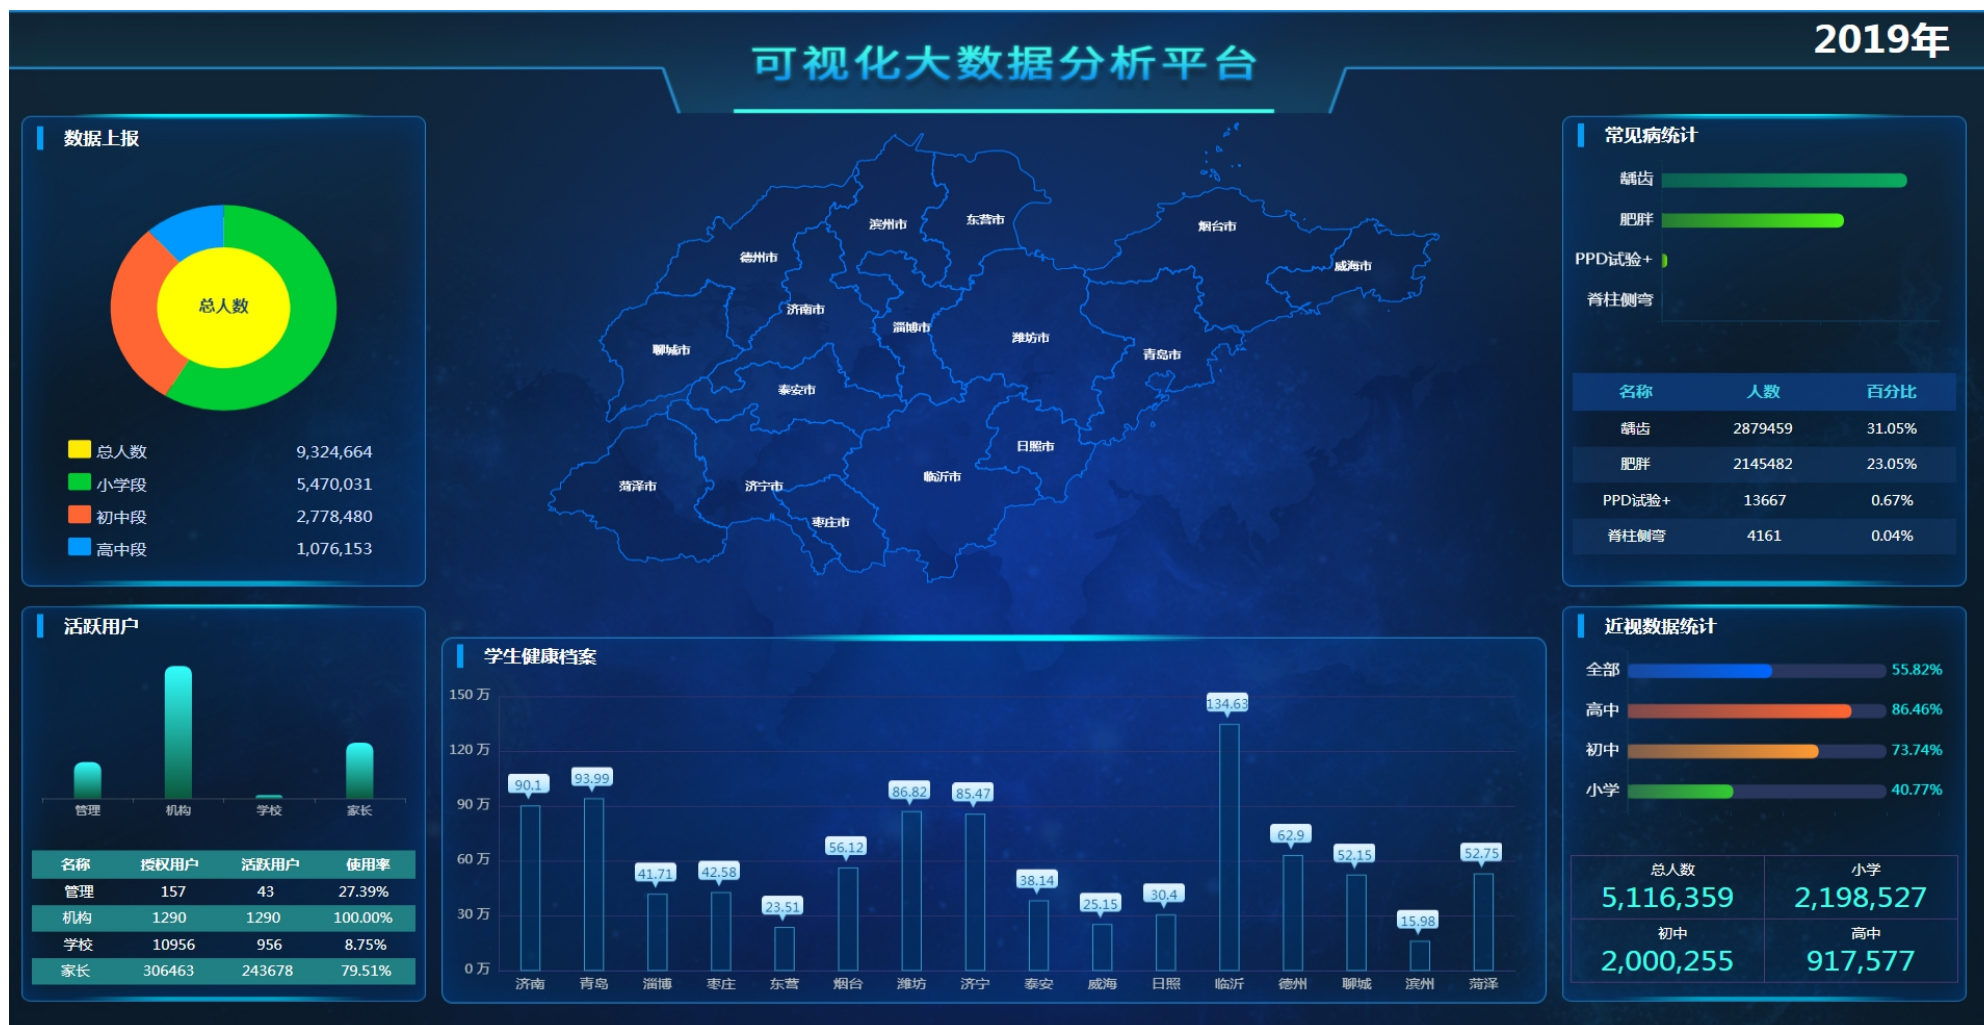 可视化大数据分析平台
2019年
数据上报
总人数
总人数 9,324,664
小学段 5,470,031
初中段 2,778,480
高中段 1,076,153
活跃用户
管理 机构 学校 家长
名称 授权用户 活跃用户 使用率
管理 157 43 27.39%
机构 1290 1290 100.00%
学校 10956 956 8.75%
家长 306463 243678 79.51%
滨州市
东营市
烟台市
德州市
威海市
济南市
淄博市
潍坊市
聊城市
青岛市
泰安市
日照市
临沂市
菏泽市
济宁市
枣庄市
学生健康档案
150 万
120 万
90 万
60 万
30 万
0 万
90.1 93.99 41.71 42.58 23.51 56.12 86.82 85.47 38.14 25.15 30.4 134.63 62.9 52.15 15.98 52.75
济南 青岛 淄博 枣庄 东营 烟台 潍坊 济宁 泰安 威海 日照 临沂 德州 聊城 滨州 菏泽
常见病统计
龋齿
肥胖
PPD试验+
脊柱侧弯
名称 人数 百分比
龋齿 2879459 31.05%
肥胖 2145482 23.05%
PPD试验+ 13667 0.67%
脊柱侧弯 4161 0.04%
近视数据统计
全部 55.82%
高中 86.46%
初中 73.74%
小学 40.77%
总人数 小学
5,116,359 2,198,527
初中 高中
2,000,255 917,577